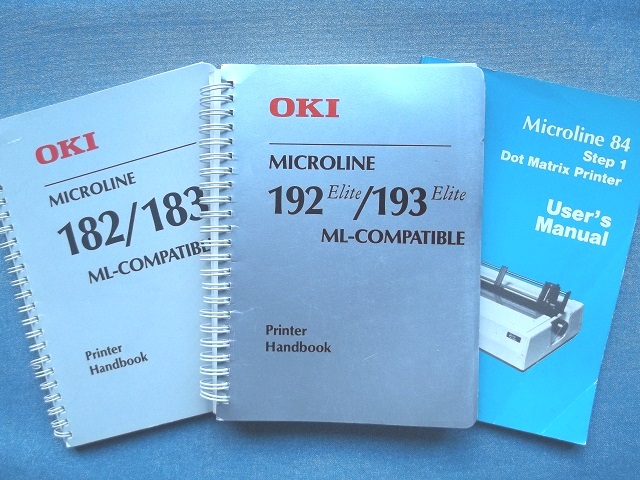 OKI
MICROLINE
182/183
ML-COMPATIBL
Printer
Handbook
OKI
MICROLINE
192 Elite/193 Elite
ML-COMPATIBLE
Printer
Handbook
Microline 84
Step 1
Dot Matrix Printer
User's
Manual